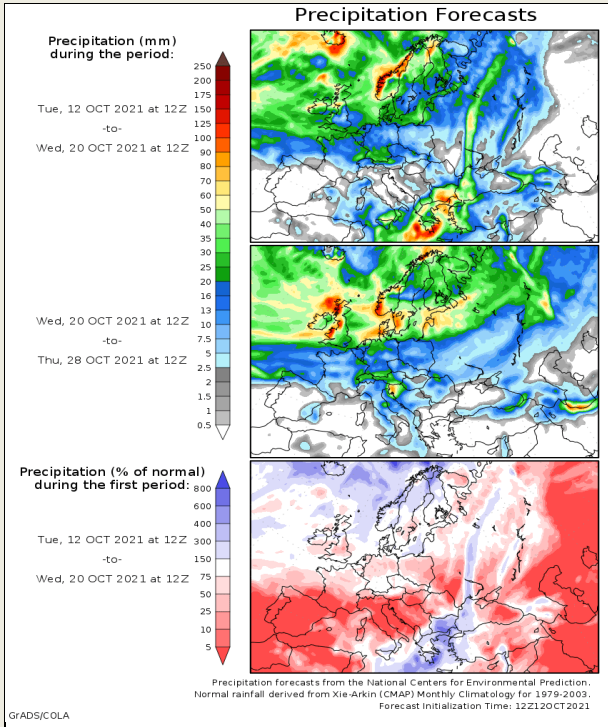 Precipitation Forecasts
Precipitation (mm)
during the period:
Tue, 12 OCT 2021 at 12Z
-to-
Wed, 20 OCT 2021 at 12Z
250
200
175
150
125
100
90
80
70
60
50
40
35
30
25
20
16
13
10
7.5
5
2.5
2
1.5
1
0.5
Wed, 20 OCT 2021 at 12Z
-to-
Thu, 28 OCT 2021 at 12Z
Precipitation (% of normal)
during the first period:
Tue, 12 OCT 2021 at 12Z
-to-
Wed, 20 OCT 2021 at 12Z
800
600
400
300
150
75
50
25
10
5
Precipitation forecasts from the National Centers for Environmental Prediction.
Normal rainfall derived from Xie-Arkin (CMAP) Monthly Climatology for 1979-2003.
Forecast Initialization Time: 12Z12OCT2021
GrADS/COLA